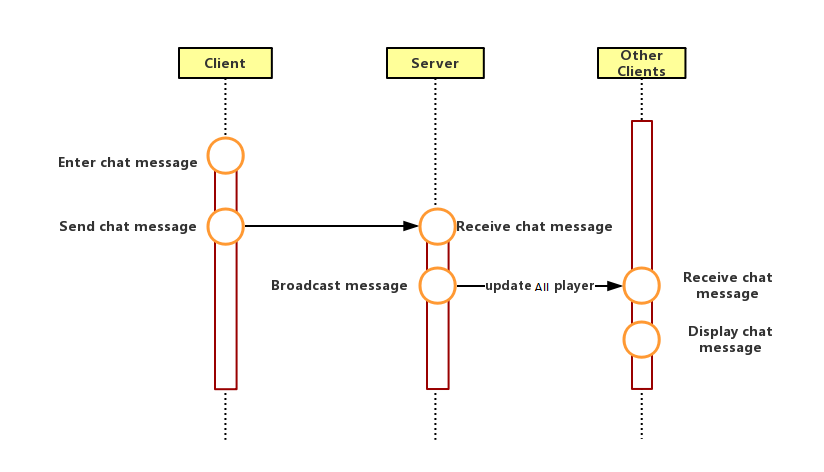 Client
Server
Other
Clients
Enter chat message
Send chat message
Receive chat message
Broadcast message
update All player
Receive chat
message
Display chat
message